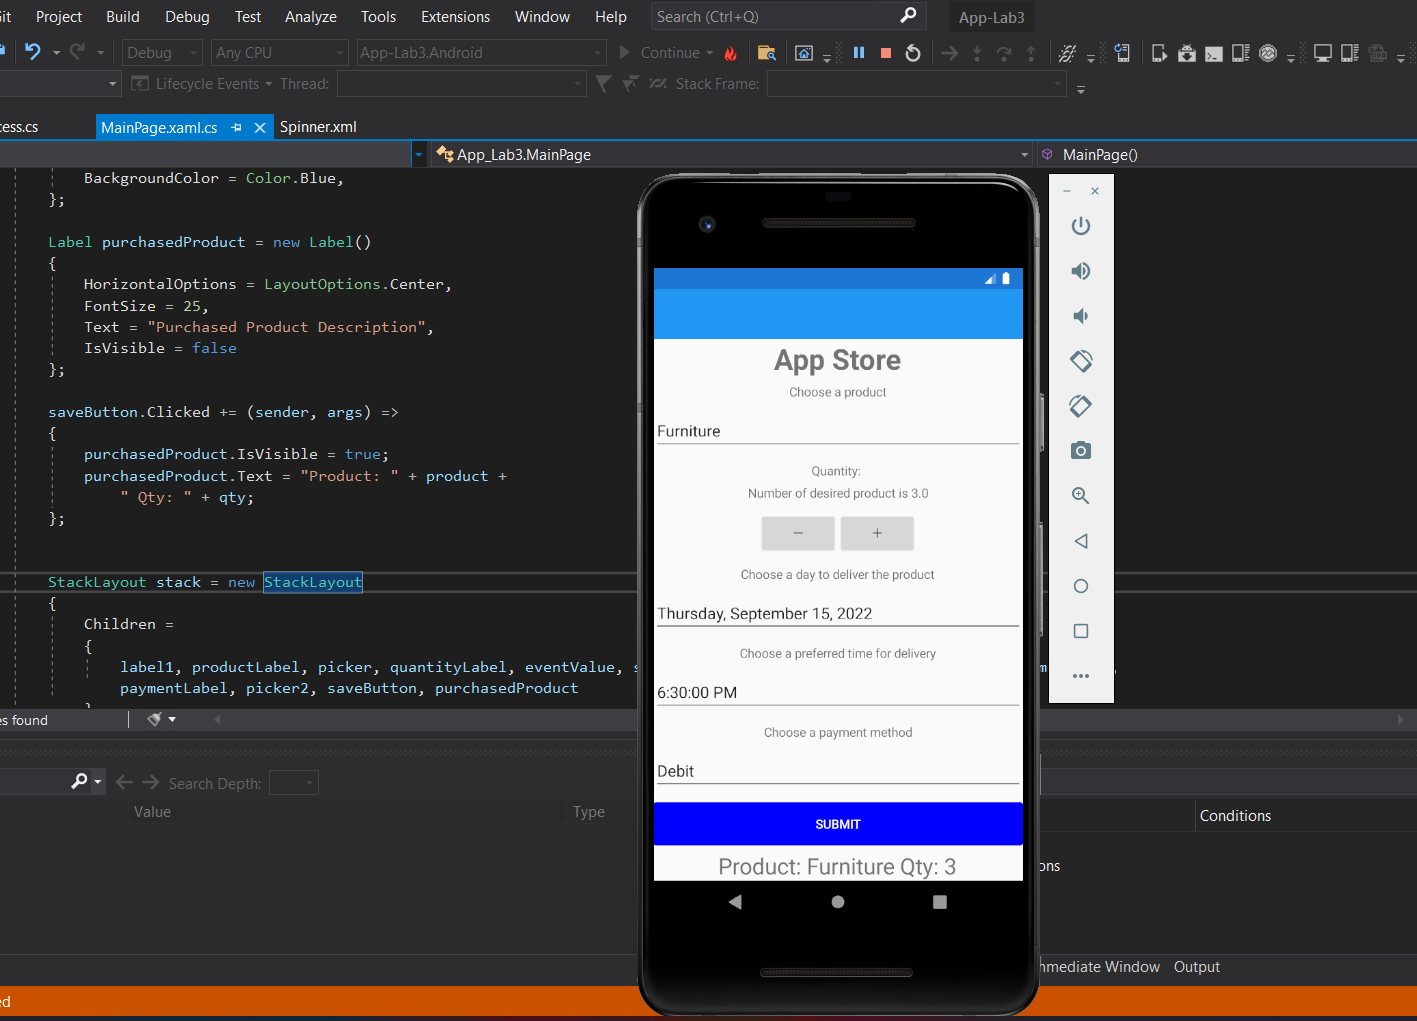 it Project Build Debug Test Analyze Tools Extensions Window Help Search (Ctrl+Q) App-Lab3
Debug Any CPU App-Lab3.Android Continue
Lifecycle Events Thread: Stack Frame:
cess.cs MainPage.xaml.cs Spinner.xml
App_Lab3.MainPage MainPage()
BackgroundColor = Color.Blue,
};
Label purchasedProduct = new Label()
{
HorizontalOptions = LayoutOptions.Center,
FontSize = 25,
Text = "Purchased Product Description",
IsVisible = false
};
saveButton.Clicked += (sender, args) =>
{
purchasedProduct.IsVisible = true;
purchasedProduct.Text = "Product: " + product +
" Qty: " + qty;
};
StackLayout stack = new StackLayout
{
Children =
{
label1, productLabel, picker, quantityLabel, eventValue, s
paymentLabel, picker2, saveButton, purchasedProduct
es found
Search Depth:
Value Type
App Store
Choose a product
Furniture
Quantity:
Number of desired product is 3.0
− +
Choose a day to deliver the product
Thursday, September 15, 2022
Choose a preferred time for delivery
6:30:00 PM
Choose a payment method
Debit
SUBMIT
Product: Furniture Qty: 3
Conditions
ons
mmediate Window Output
ed